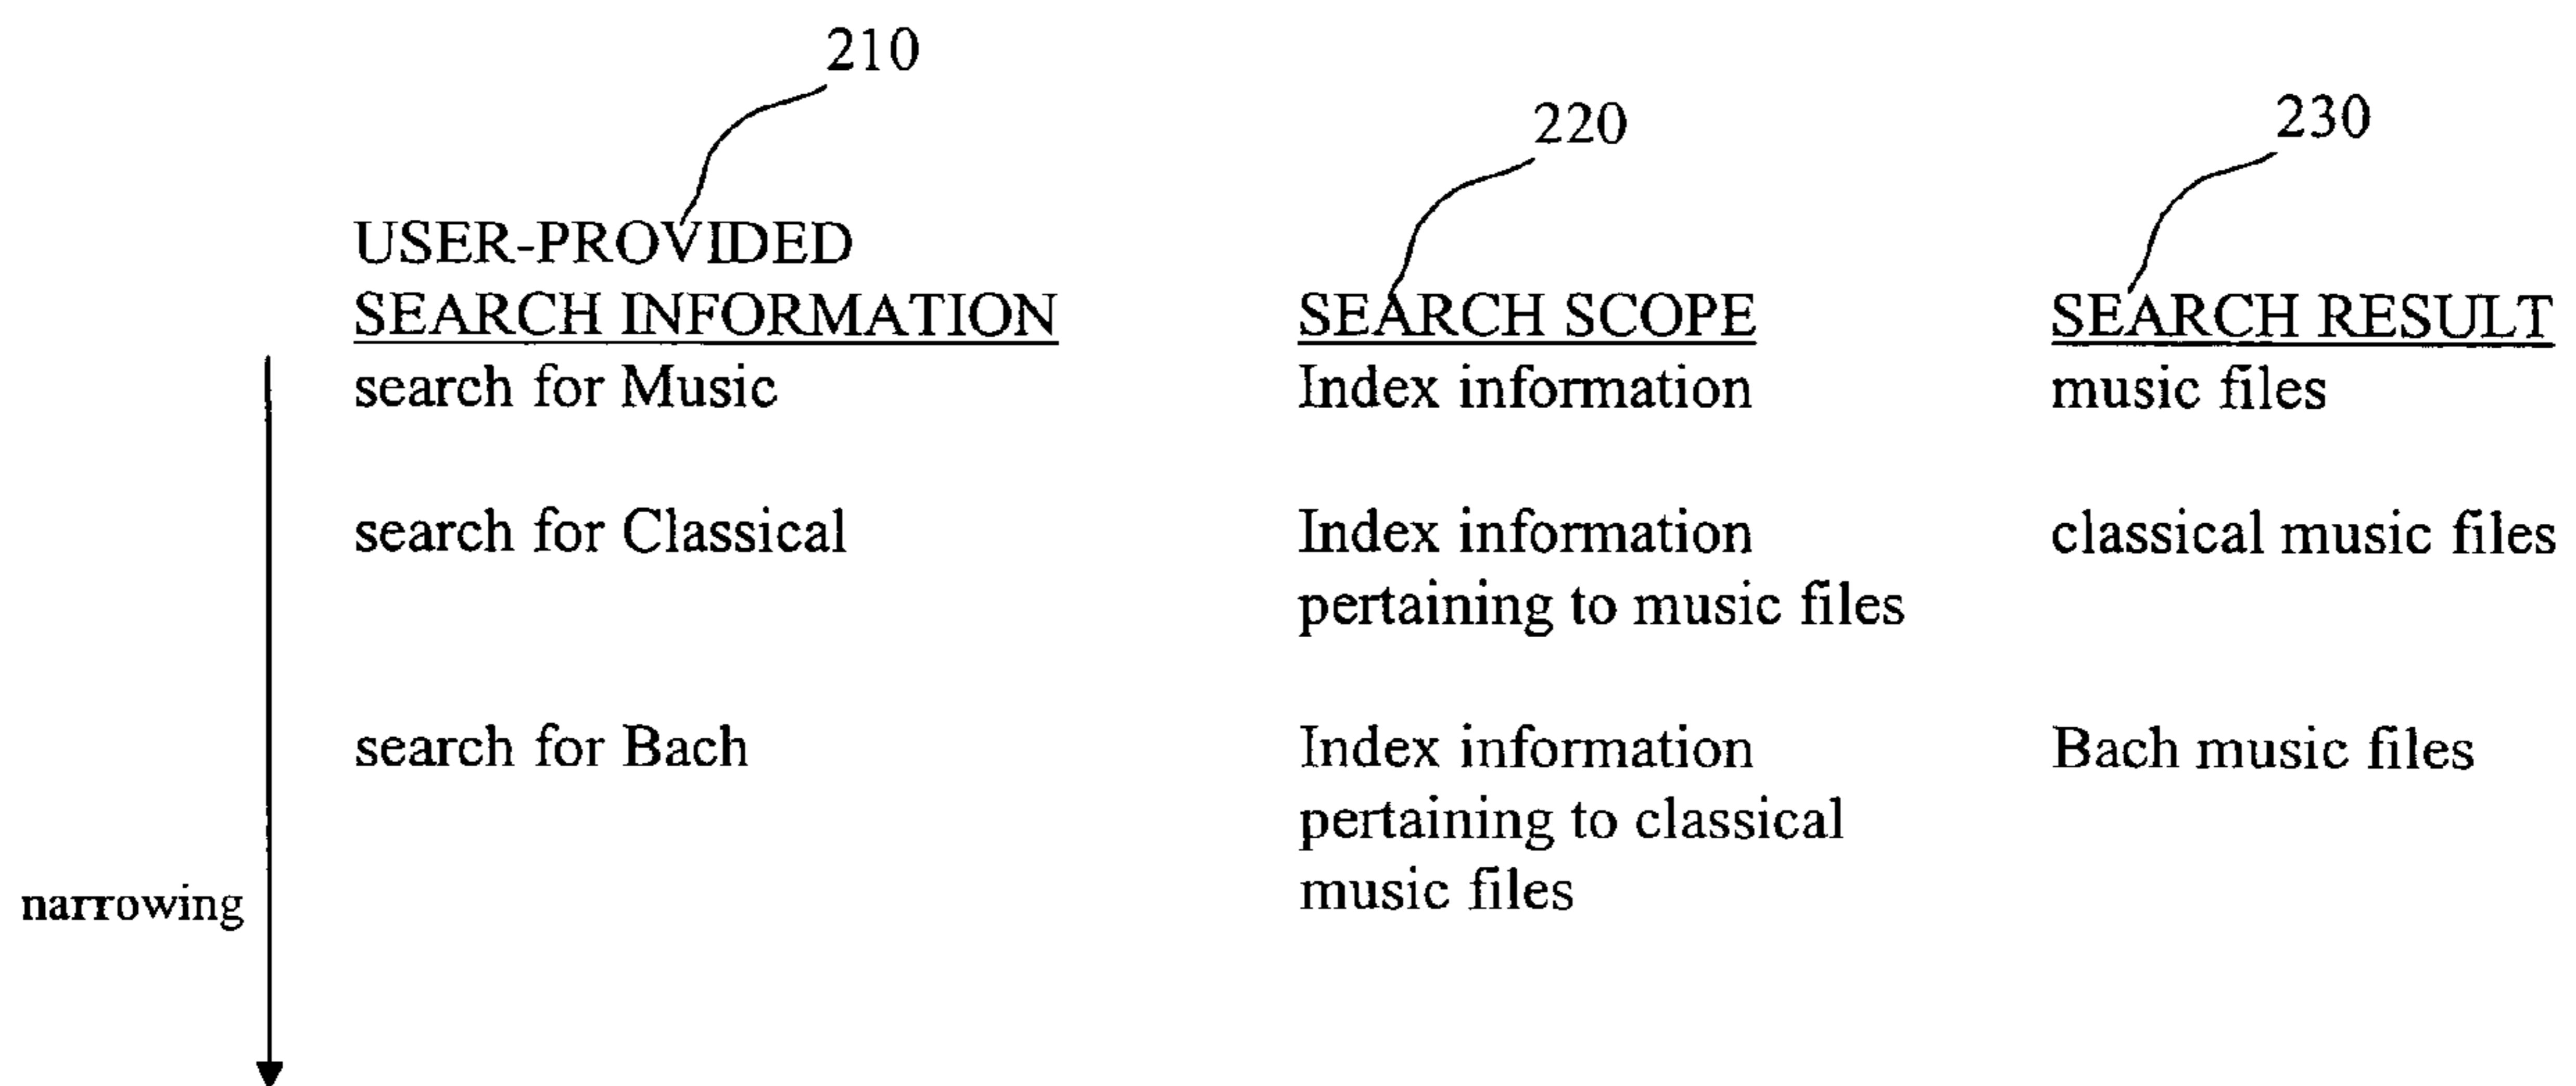 210
220
230
USER-PROVIDED
SEARCH INFORMATION
SEARCH SCOPE
SEARCH RESULT
search for Music
Index information
music files
search for Classical
Index information
classical music files
pertaining to music files
search for Bach
Index information
Bach music files
pertaining to classical
music files
narrowing